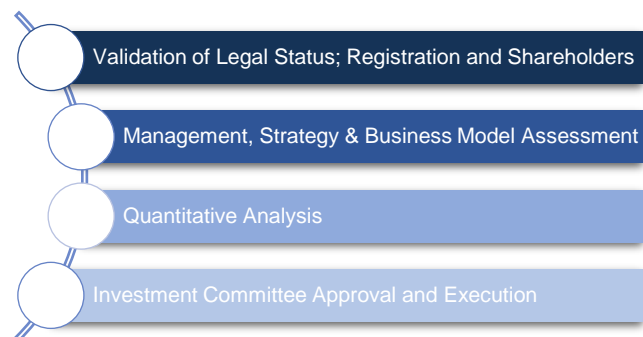 Validation of Legal Status; Registration and Shareholders
Management, Strategy & Business Model Assessment
Quantitative Analysis
Investment Committee Approval and Execution